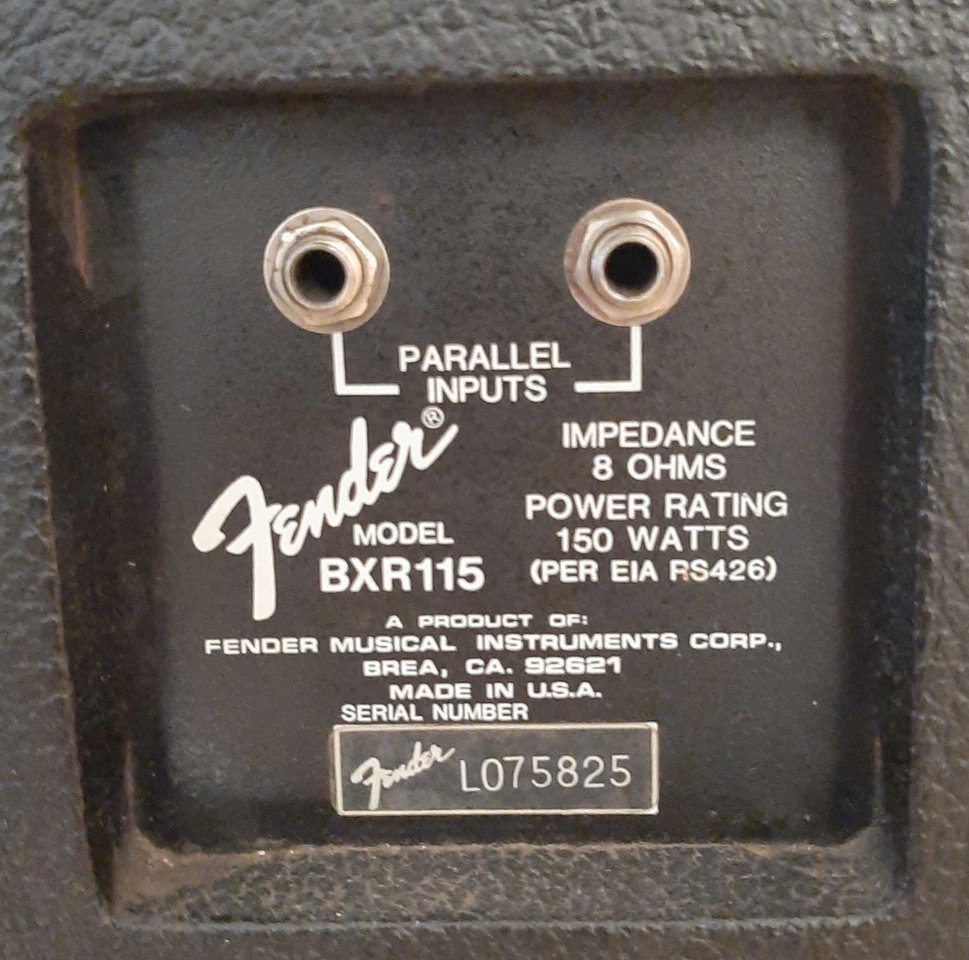 PARALLEL
INPUTS
Fender®
MODEL
BXR115
IMPEDANCE
8 OHMS
POWER RATING
150 WATTS
(PER EIA RS426)
A PRODUCT OF:
FENDER MUSICAL INSTRUMENTS CORP.,
BREA, CA. 92621
MADE IN U.S.A.
SERIAL NUMBER
Fender L075825